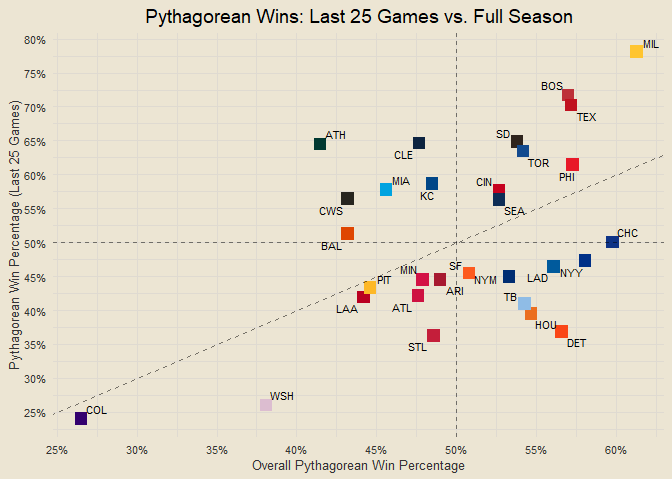 Pythagorean Wins: Last 25 Games vs. Full Season
Pythagorean Win Percentage (Last 25 Games)
80%
75%
70%
65%
60%
55%
50%
45%
40%
35%
30%
25%
MIL
BOS
TEX
ATH
SD
CLE
TOR
PHI
MIA
CIN
KC
CWS
SEA
CHC
BAL
MIN
SF
PIT
NYM
LAD
NYY
ARI
TB
LAA
ATL
HOU
STL
DET
WSH
COL
25%
30%
35%
40%
45%
50%
55%
60%
Overall Pythagorean Win Percentage